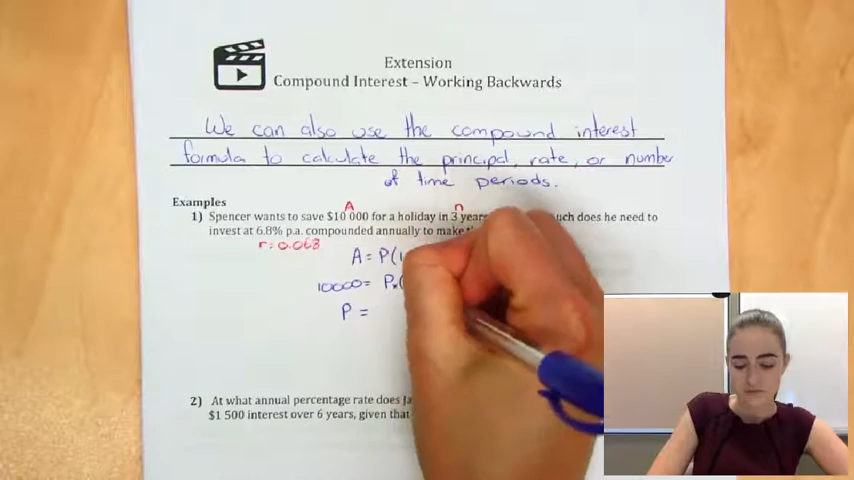 Extension
Compound Interest – Working Backwards
We can also use the compound interest
formula to calculate the principal, rate, or number
of time periods.
Examples
A n
1) Spencer wants to save $10 000 for a holiday in 3 years does he need to
invest at 6.8% p.a. compounded annually to make
r=0.068
A = P(1
10000= P×(
P =
2) At what annual percentage rate does
$1 500 interest over 6 years, given that